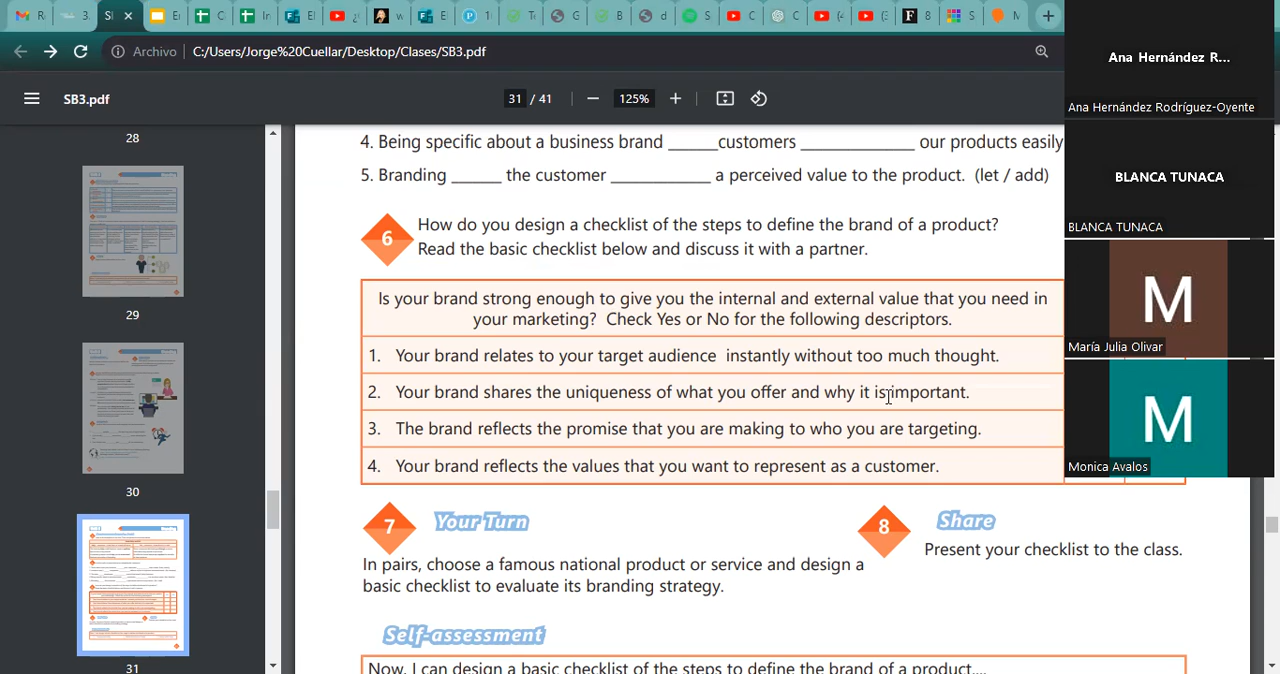 SB3.pdf
Archivo
C:/Users/Jorge%20Cuellar/Desktop/Clases/SB3.pdf
31 / 41
125%
28
29
30
31
4. Being specific about a business brand ______customers _____________ our products easily
5. Branding ______ the customer ____________ a perceived value to the product. (let / add)
6
How do you design a checklist of the steps to define the brand of a product?
Read the basic checklist below and discuss it with a partner.
Is your brand strong enough to give you the internal and external value that you need in
your marketing? Check Yes or No for the following descriptors.
1. Your brand relates to your target audience instantly without too much thought.
2. Your brand shares the uniqueness of what you offer and why it is important.
3. The brand reflects the promise that you are making to who you are targeting.
4. Your brand reflects the values that you want to represent as a customer.
7
Your Turn
In pairs, choose a famous national product or service and design a
basic checklist to evaluate its branding strategy.
8
Share
Present your checklist to the class.
Self-assessment
Now, I can design a basic checklist of the steps to define the brand of a product....
Ana Hernández R...
Ana Hernández Rodríguez-Oyente
BLANCA TUNACA
BLANCA TUNACA
M
María Julia Olivar
M
Monica Avalos